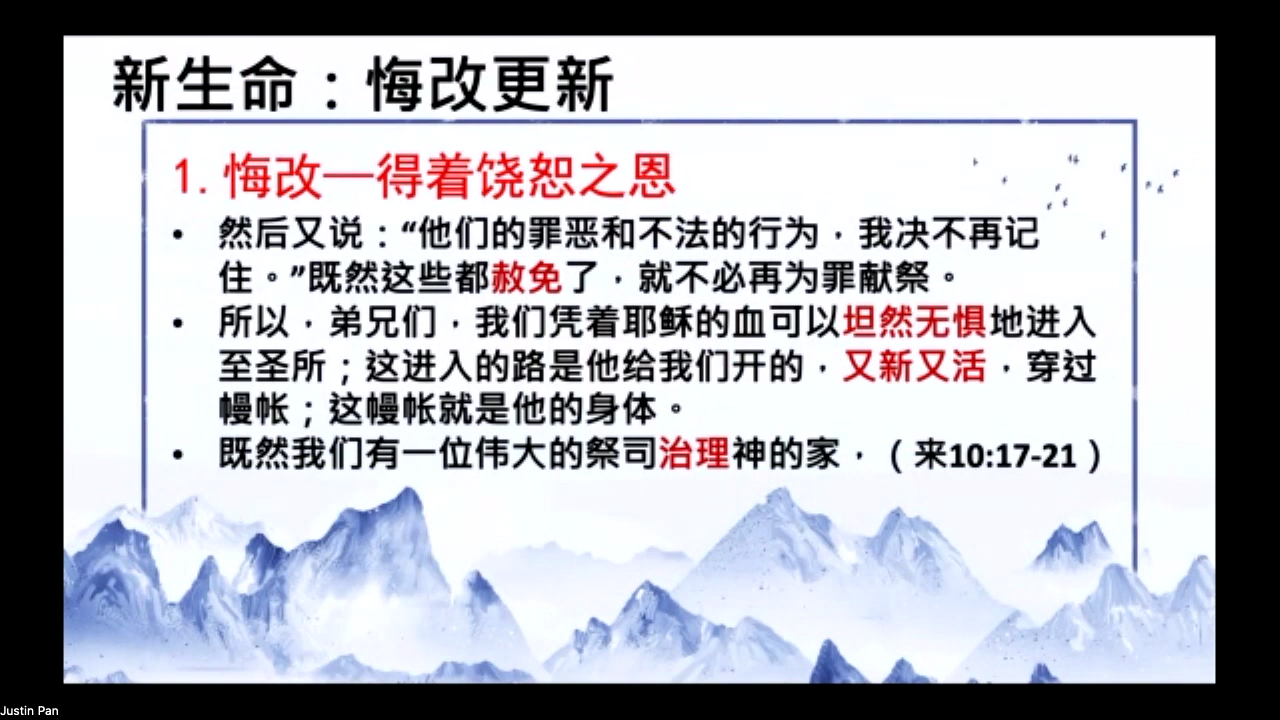 新生命：悔改更新
1. 悔改—得着饶恕之恩
• 然后又说：“他们的罪恶和不法的行为，我决不再记
住。”既然这些都赦免了，就不必再为罪献祭。
• 所以，弟兄们，我们凭着耶稣的血可以坦然无惧地进入
至圣所；这进入的路是他给我们开的，又新又活，穿过
幔帐；这幔帐就是他的身体。
• 既然我们有一位伟大的祭司治理神的家，（来10:17-21）
Justin Pan